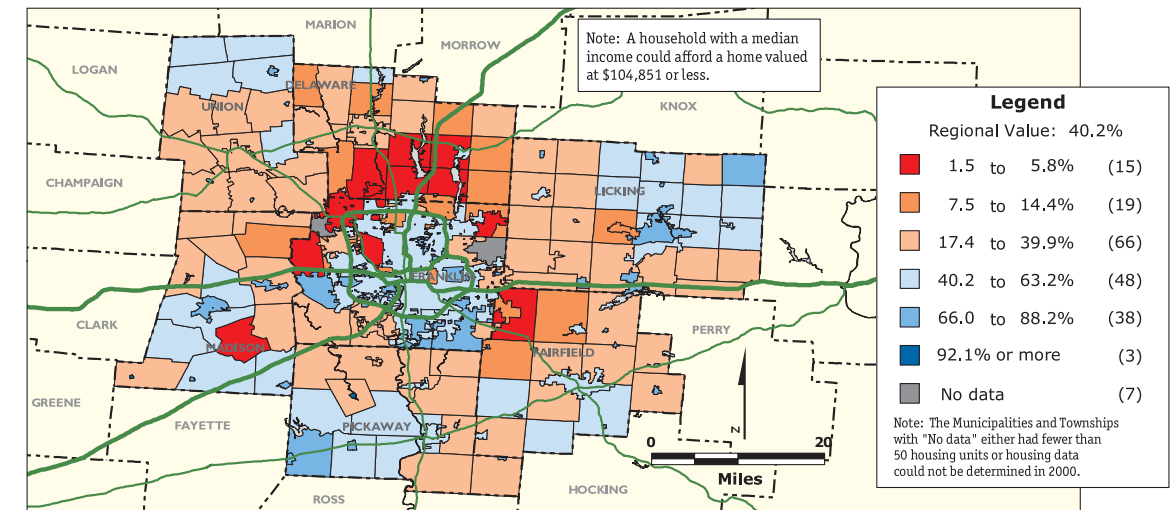 MARION
MORROW
LOGAN
DELAWARE
UNION
KNOX
CHAMPAIGN
LICKING
FRANKLIN
CLARK
MADISON
PERRY
FAIRFIELD
GREENE
FAYETTE
PICKAWAY
ROSS
HOCKING
Note: A household with a median
income could afford a home valued
at $104,851 or less.
Legend
Regional Value: 40.2%
1.5 to 5.8% (15)
7.5 to 14.4% (19)
17.4 to 39.9% (66)
40.2 to 63.2% (48)
66.0 to 88.2% (38)
92.1% or more (3)
No data (7)
Note: The Municipalities and Townships
with "No data" either had fewer than
50 housing units or housing data
could not be determined in 2000.
N
0 20
Miles